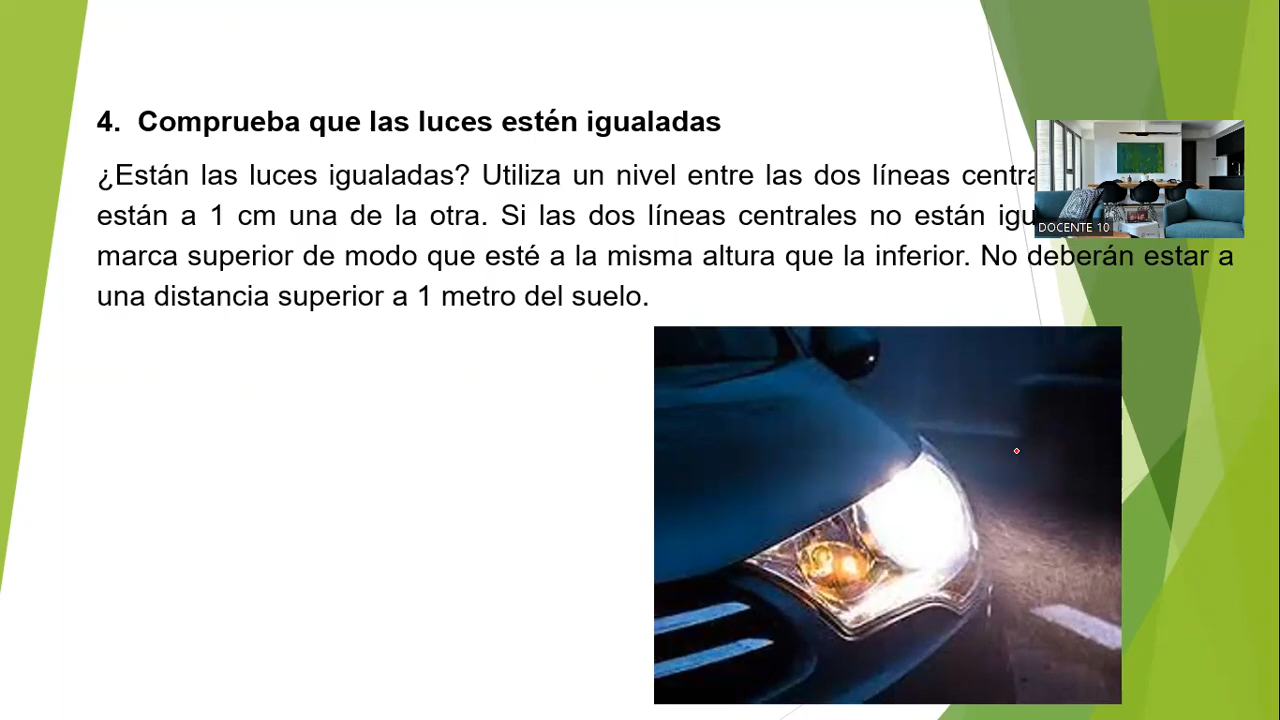 4. Comprueba que las luces estén igualadas
¿Están las luces igualadas? Utiliza un nivel entre las dos líneas
están a 1 cm una de la otra. Si las dos líneas centrales no están
marca superior de modo que esté a la misma altura que la inferior. No deberán estar a
una distancia superior a 1 metro del suelo.
DOCENTE 10